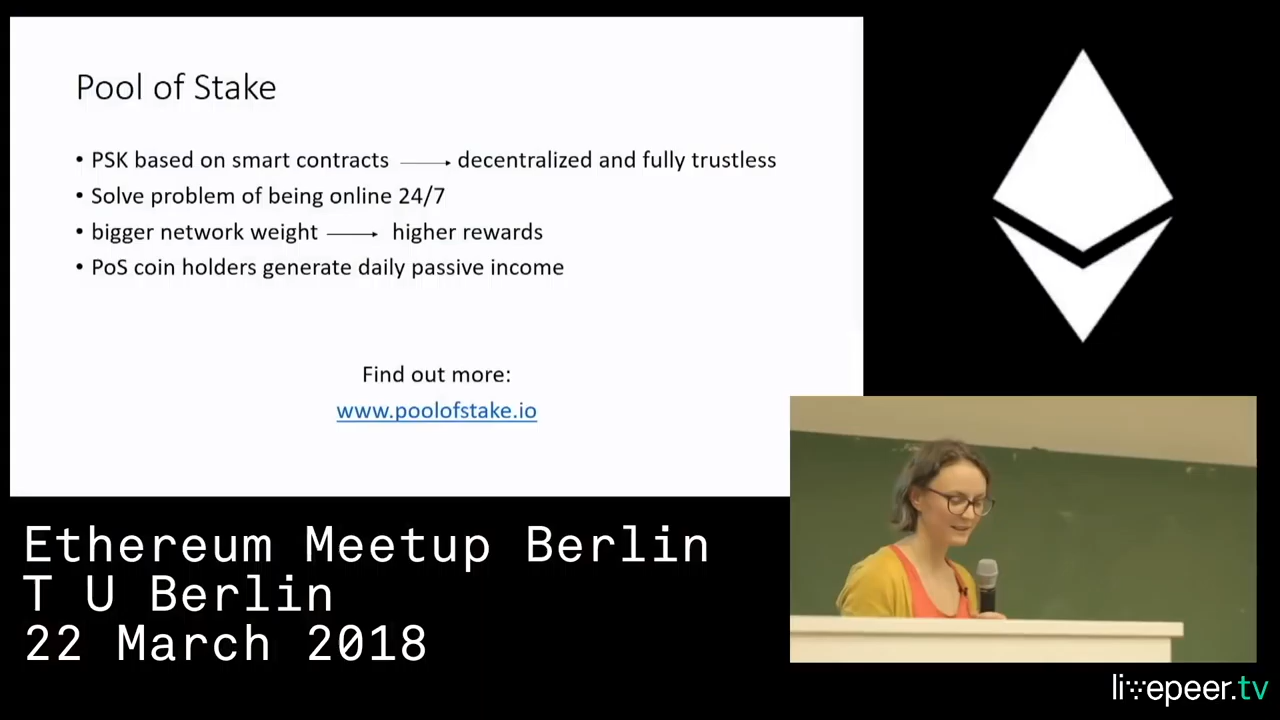 Pool of Stake
• PSK based on smart contracts → decentralized and fully trustless
• Solve problem of being online 24/7
• bigger network weight → higher rewards
• PoS coin holders generate daily passive income
Find out more:
www.poolofstake.io
Ethereum Meetup Berlin
T U Berlin
22 March 2018
livepeer.tv